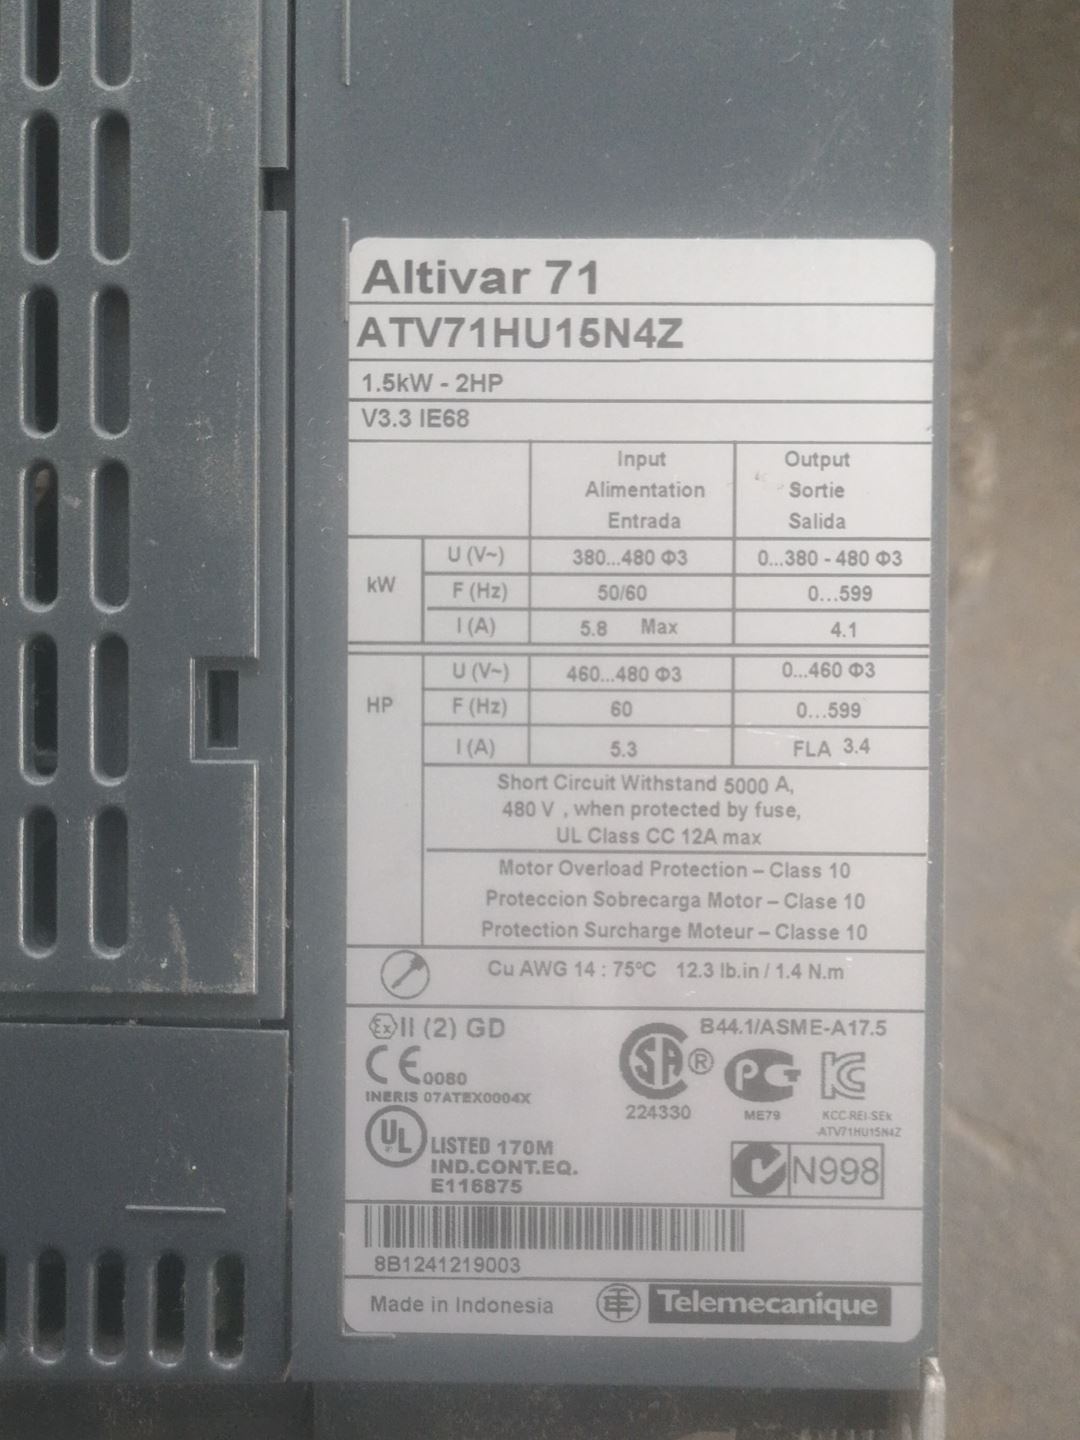 Altivar 71
ATV71HU15N4Z
1.5kW - 2HP
V3.3 IE68
Input Output
Alimentation Sortie
Entrada Salida
kW U (V~) 380...480 Φ3 0...380 - 480 Φ3
F (Hz) 50/60 0...599
I (A) 5.8 Max 4.1
HP U (V~) 460...480 Φ3 0...460 Φ3
F (Hz) 60 0...599
I (A) 5.3 FLA 3.4
Short Circuit Withstand 5000 A,
480 V , when protected by fuse,
UL Class CC 12A max
Motor Overload Protection – Class 10
Proteccion Sobrecarga Motor – Clase 10
Protection Surcharge Moteur – Classe 10
Cu AWG 14 : 75°C 12.3 lb.in / 1.4 N.m
Ex II (2) GD B44.1/ASME-A17.5
CE 0080 SA ® PG KC
INERIS 07ATEX0004X 224330 ME79 KCC-REI-SEk
-ATV71HU15N4Z
UL LISTED 170M
IND.CONT.EQ. N998
E116875
8B1241219003
Made in Indonesia Telemecanique